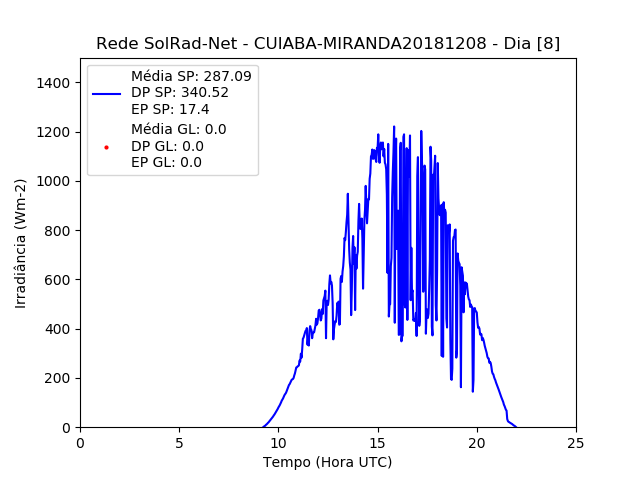 Rede SolRad-Net - CUIABA-MIRANDA20181208 - Dia [8]
Média SP: 287.09
DP SP: 340.52
EP SP: 17.4
Média GL: 0.0
DP GL: 0.0
EP GL: 0.0
Irradiância (Wm-2)
1400
1200
1000
800
600
400
200
0
0 5 10 15 20 25
Tempo (Hora UTC)